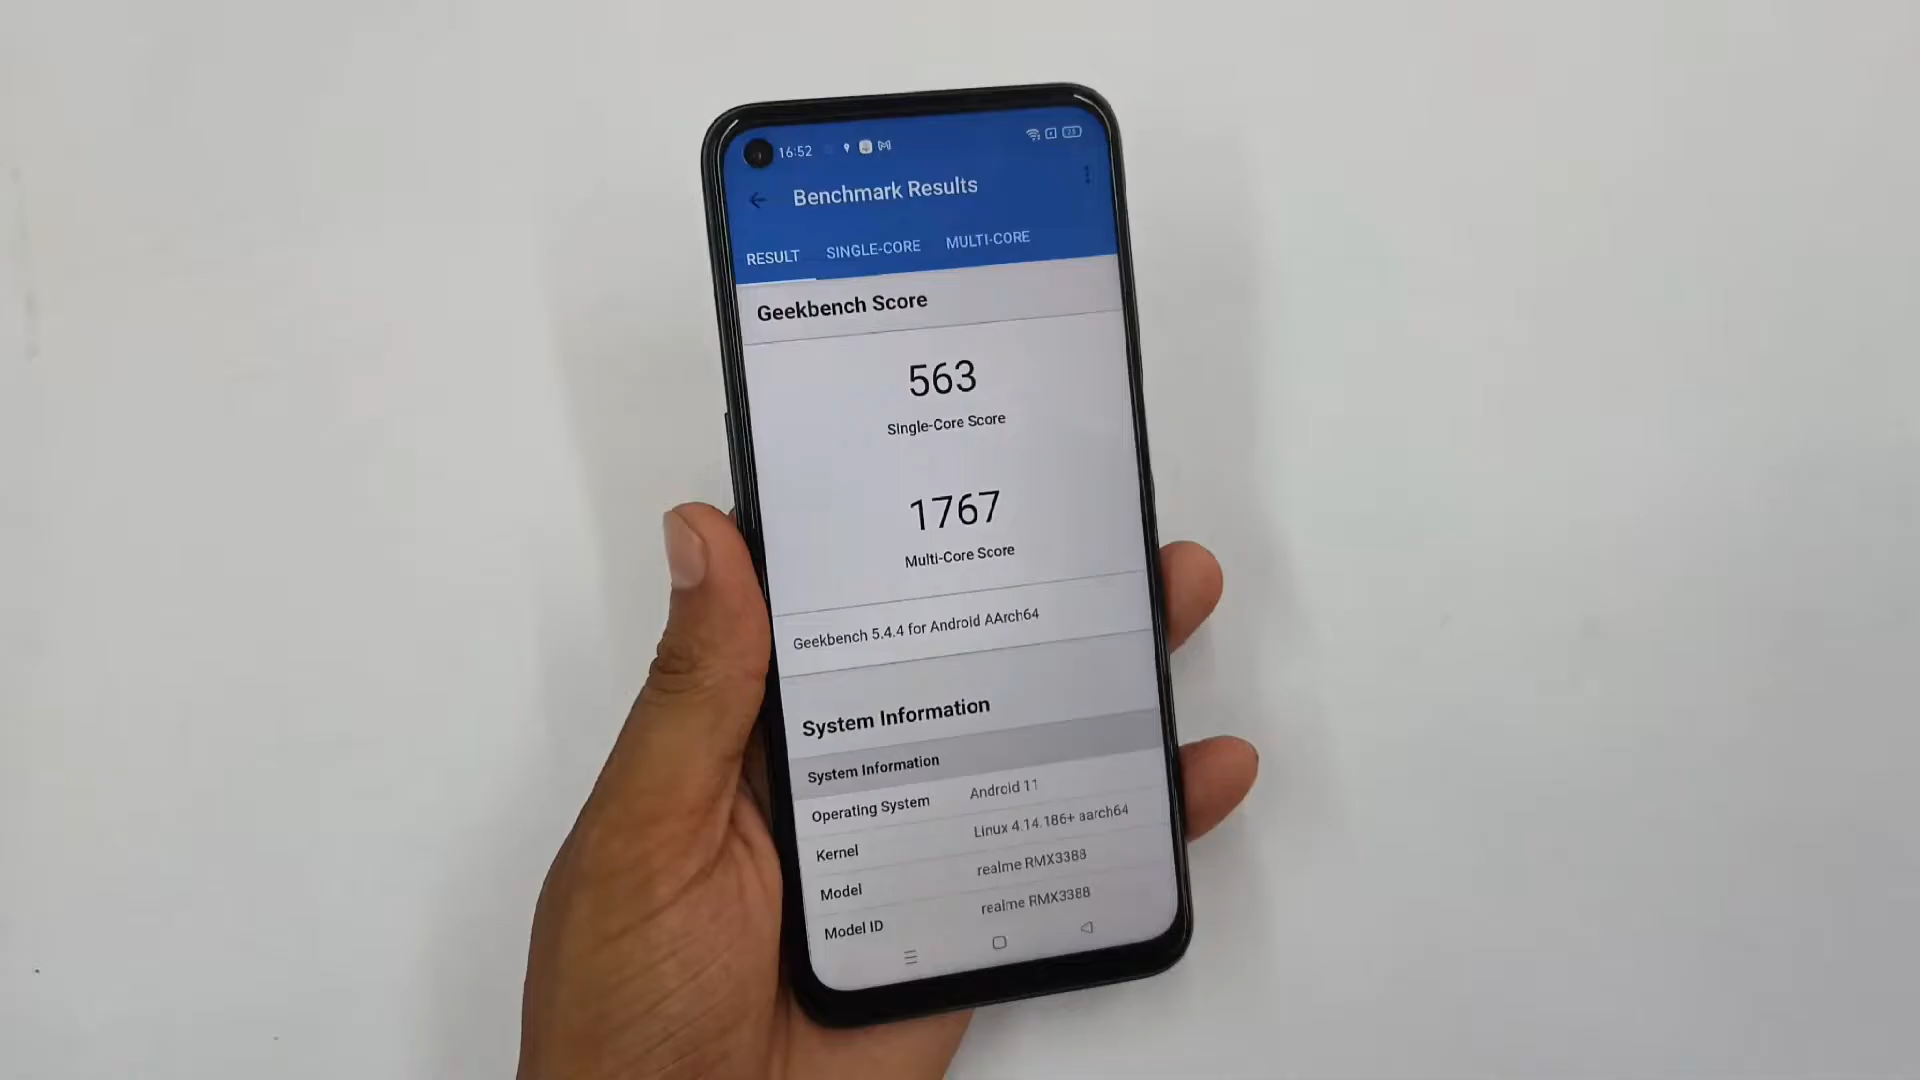 16:52
Benchmark Results
RESULT SINGLE-CORE MULTI-CORE
Geekbench Score
563
Single-Core Score
1767
Multi-Core Score
Geekbench 5.4.4 for Android AArch64
System Information
System Information
Operating System Android 11
Kernel Linux 4.14.186+ aarch64
Model realme RMX3388
Model ID realme RMX3388